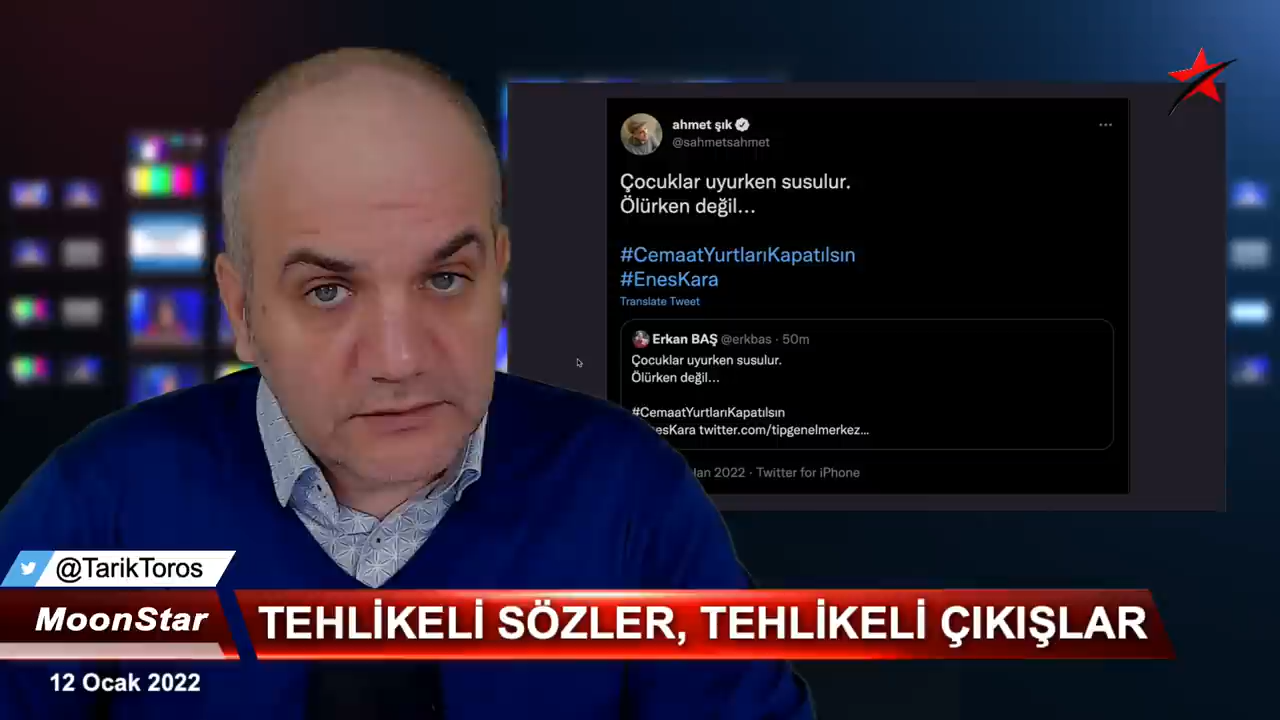 ahmet şık
@sahmetsahmet
Çocuklar uyurken susulur.
Ölürken değil...
#CemaatYurtlarıKapatılsın
#EnesKara
Translate Tweet
Erkan BAŞ @erkbas · 50m
Çocuklar uyurken susulur.
Ölürken değil...
#CemaatYurtlarıKapatılsın
twitter.com/tipgenelmerkez...
2022 · Twitter for iPhone
@TarikToros
MoonStar
TEHLİKELİ SÖZLER, TEHLİKELİ ÇIKIŞLAR
12 Ocak 2022